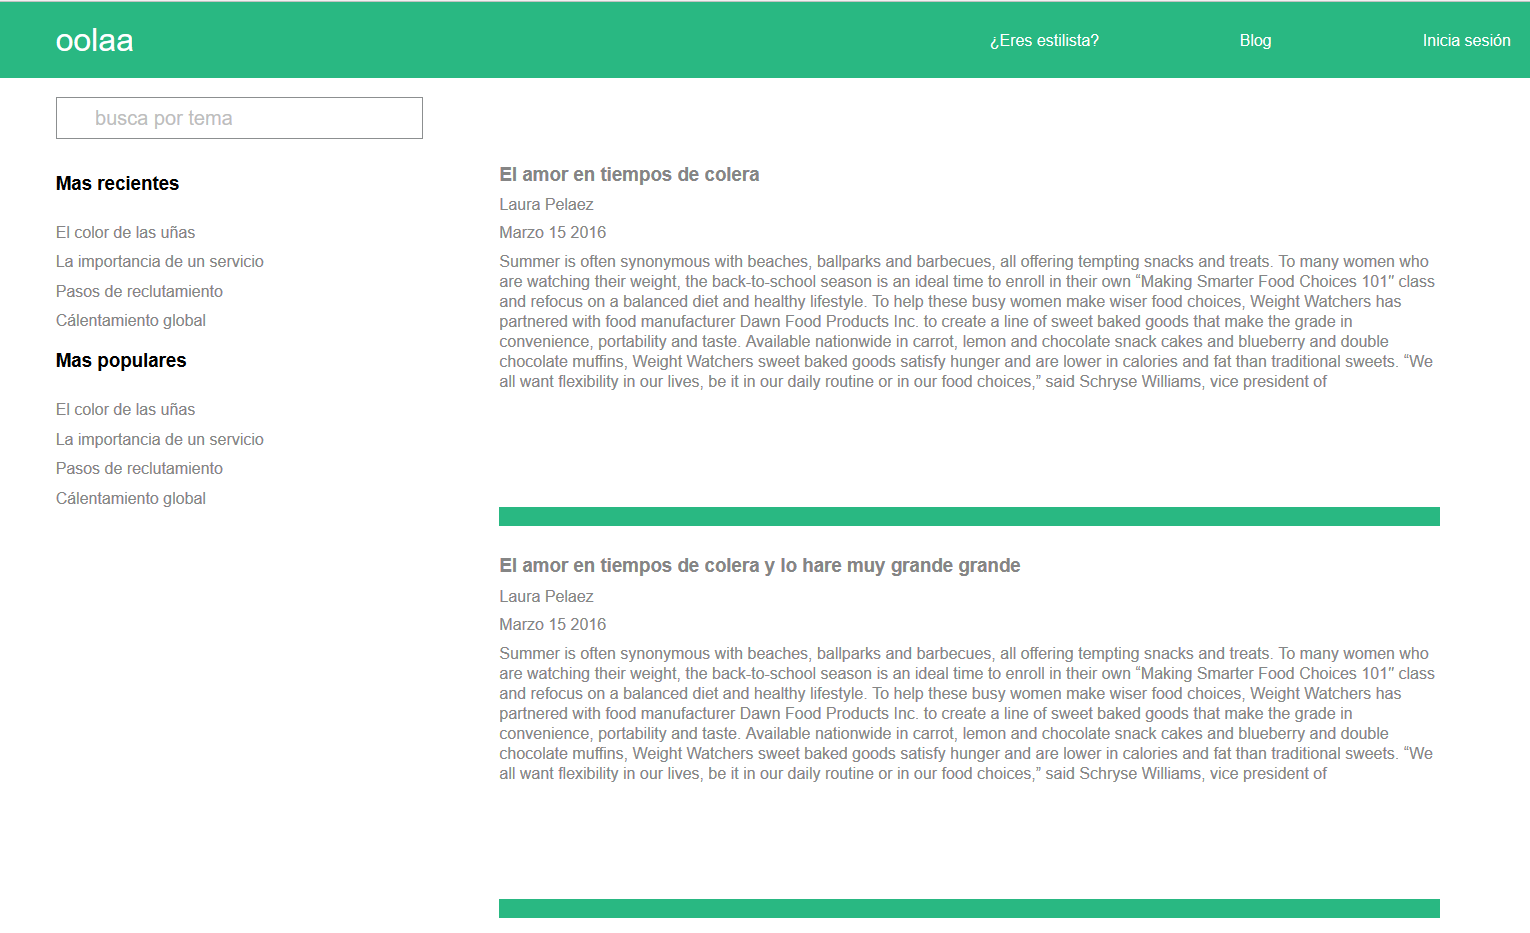 oolaa
¿Eres estilista?
Blog
Inicia sesión
busca por tema
Mas recientes
El color de las uñas
La importancia de un servicio
Pasos de reclutamiento
Cálentamiento global
Mas populares
El color de las uñas
La importancia de un servicio
Pasos de reclutamiento
Cálentamiento global
El amor en tiempos de colera
Laura Pelaez
Marzo 15 2016
Summer is often synonymous with beaches, ballparks and barbecues, all offering tempting snacks and treats. To many women who
are watching their weight, the back-to-school season is an ideal time to enroll in their own “Making Smarter Food Choices 101″ class
and refocus on a balanced diet and healthy lifestyle. To help these busy women make wiser food choices, Weight Watchers has
partnered with food manufacturer Dawn Food Products Inc. to create a line of sweet baked goods that make the grade in
convenience, portability and taste. Available nationwide in carrot, lemon and chocolate snack cakes and blueberry and double
chocolate muffins, Weight Watchers sweet baked goods satisfy hunger and are lower in calories and fat than traditional sweets. “We
all want flexibility in our lives, be it in our daily routine or in our food choices,” said Schryse Williams, vice president of
El amor en tiempos de colera y lo hare muy grande grande
Laura Pelaez
Marzo 15 2016
Summer is often synonymous with beaches, ballparks and barbecues, all offering tempting snacks and treats. To many women who
are watching their weight, the back-to-school season is an ideal time to enroll in their own “Making Smarter Food Choices 101″ class
and refocus on a balanced diet and healthy lifestyle. To help these busy women make wiser food choices, Weight Watchers has
partnered with food manufacturer Dawn Food Products Inc. to create a line of sweet baked goods that make the grade in
convenience, portability and taste. Available nationwide in carrot, lemon and chocolate snack cakes and blueberry and double
chocolate muffins, Weight Watchers sweet baked goods satisfy hunger and are lower in calories and fat than traditional sweets. “We
all want flexibility in our lives, be it in our daily routine or in our food choices,” said Schryse Williams, vice president of